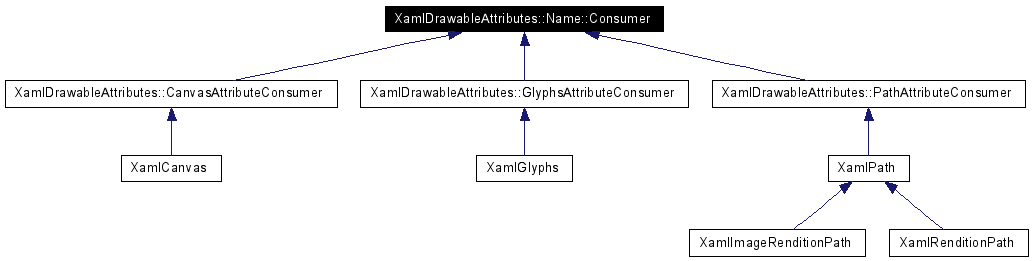 XamlDrawableAttributes::Name::Consumer
XamlDrawableAttributes::CanvasAttributeConsumer
XamlDrawableAttributes::GlyphsAttributeConsumer
XamlDrawableAttributes::PathAttributeConsumer
XamlCanvas
XamlGlyphs
XamlPath
XamlImageRenditionPath
XamlRenditionPath